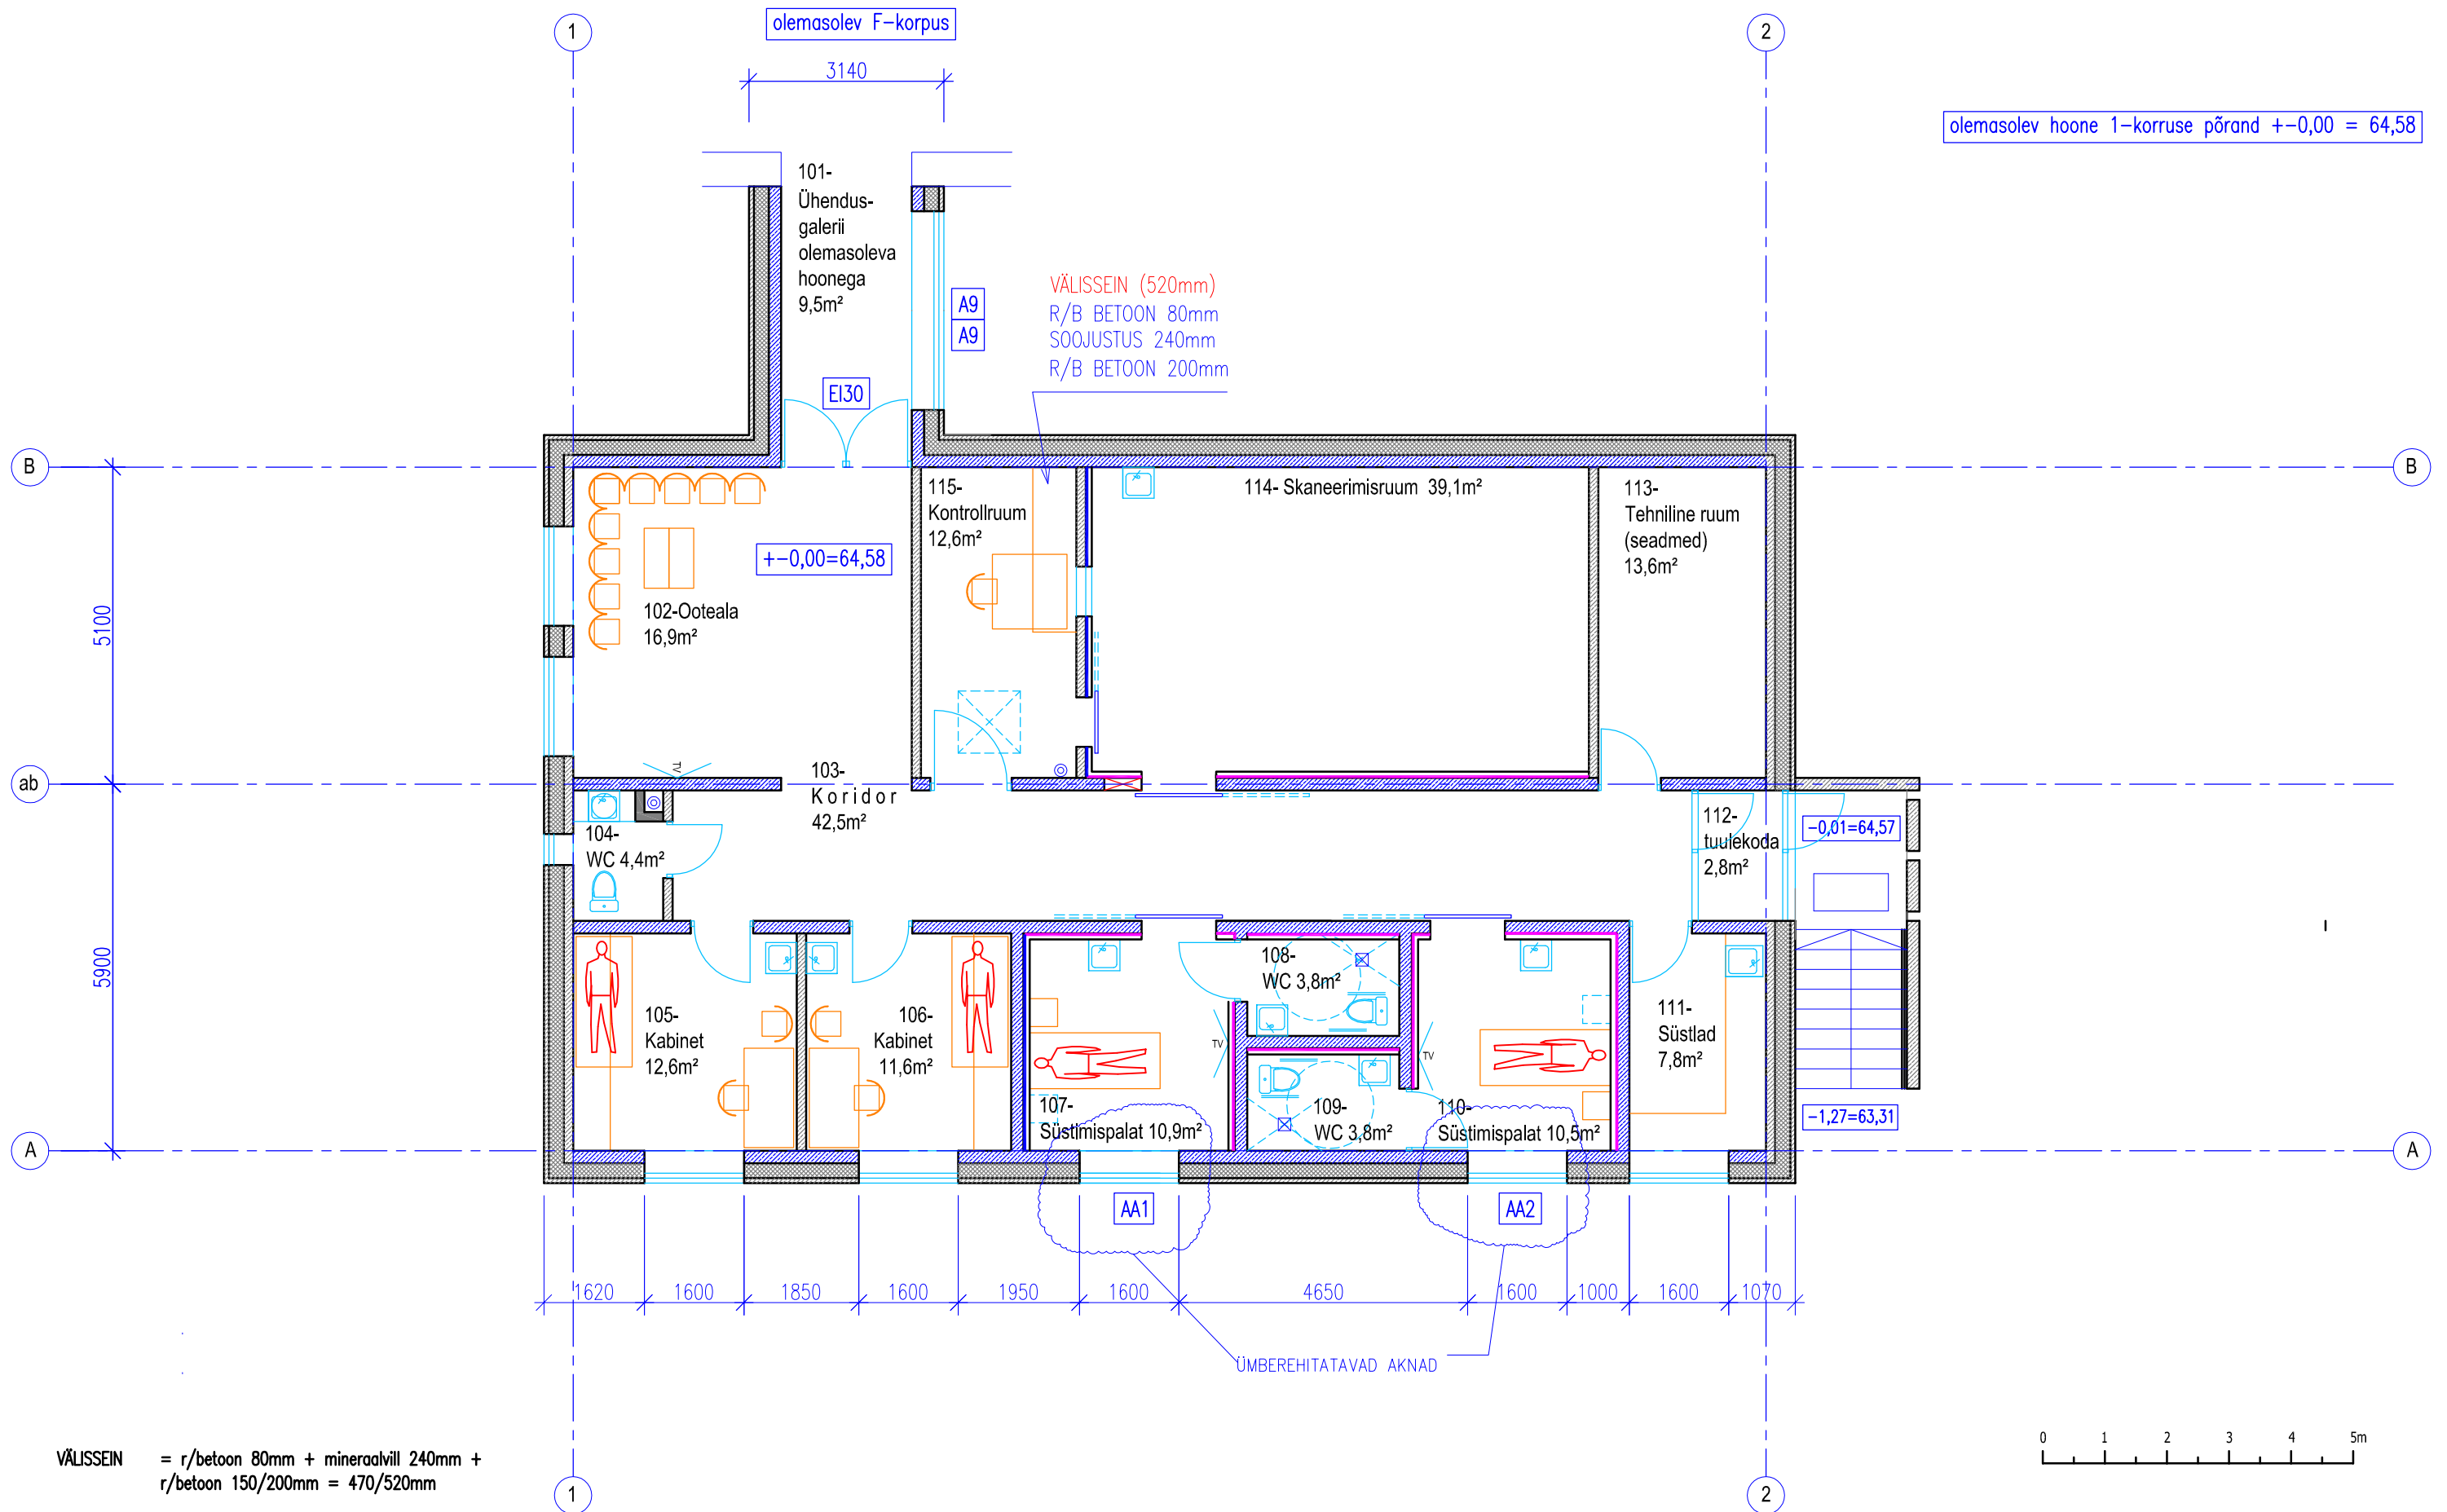 1
olemasolev F-korpus
2
3140
olemasolev hoone 1-korruse põrand +-0,00 = 64,58
101-
Ühendus-
galerii
olemasoleva
hoonega
9,5m²
A9
A9
VÄLISSEIN (520mm)
R/B BETOON 80mm
SOOJUSTUS 240mm
R/B BETOON 200mm
EI30
B
B
115-
Kontrollruum
12,6m²
114- Skaneerimisruum 39,1m²
113-
Tehniline ruum
(seadmed)
13,6m²
+-0,00=64,58
102-Ooteala
16,9m²
5100
TV
ab
103-
Koridor
42,5m²
104-
WC 4,4m²
112-
tuulekoda
2,8m²
-0,01=64,57
5900
105-
Kabinet
12,6m²
106-
Kabinet
11,6m²
108-
WC 3,8m²
TV
TV
111-
Süstlad
7,8m²
107-
Süstimispalat 10,9m²
109-
WC 3,8m²
110-
Süstimispalat 10,5m²
-1,27=63,31
A
A
AA1
AA2
1620
1600
1850
1600
1950
1600
4650
1600
1000
1600
1070
ÜMBEREHITATAVAD AKNAD
VÄLISSEIN = r/betoon 80mm + mineraalvill 240mm +
r/betoon 150/200mm = 470/520mm
0 1 2 3 4 5m
1
2